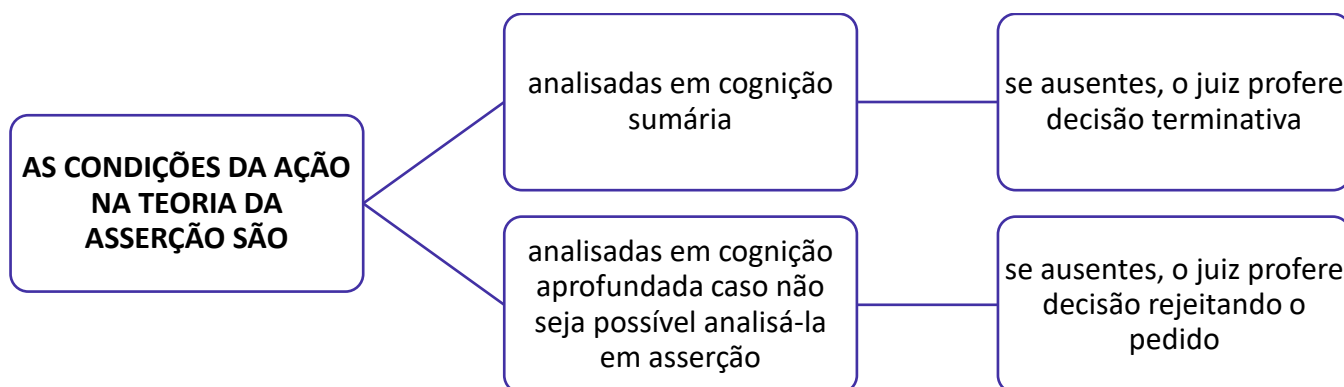 AS CONDIÇÕES DA AÇÃO
NA TEORIA DA
ASSERÇÃO SÃO
analisadas em cognição
sumária
se ausentes, o juiz profere
decisão terminativa
analisadas em cognição
aprofundada caso não
seja possível analisá-la
em asserção
se ausentes, o juiz profere
decisão rejeitando o
pedido